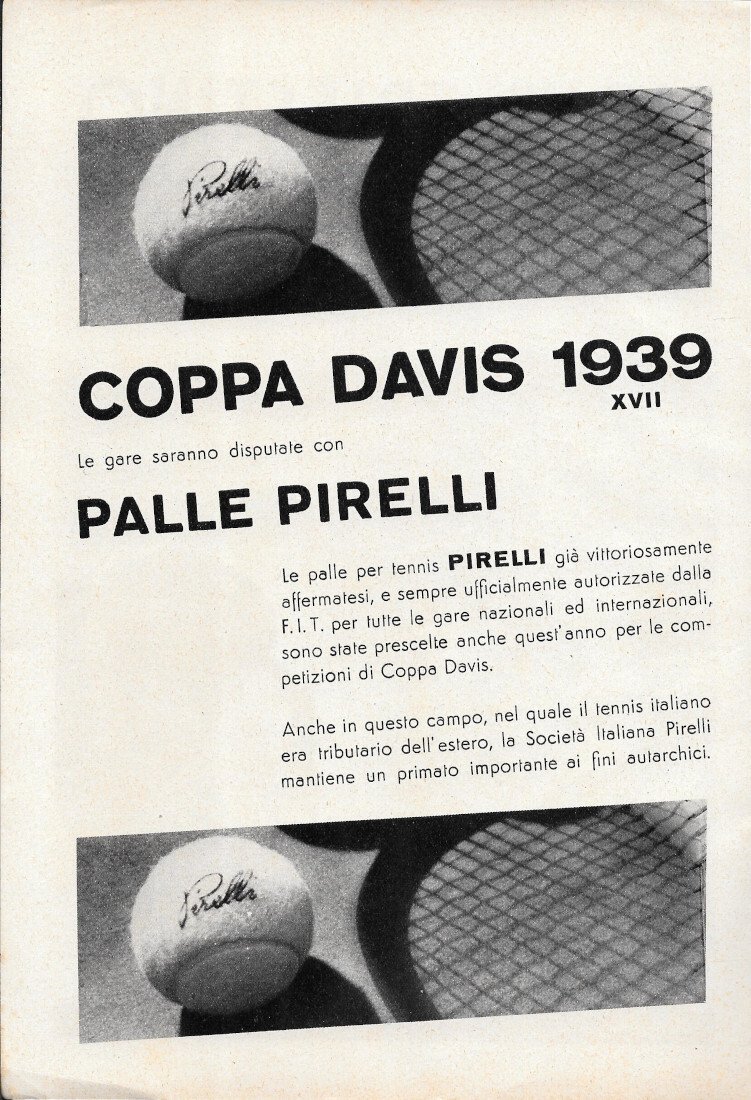 Pirelli
COPPA DAVIS 1939
XVII
Le gare saranno disputate con
PALLE PIRELLI
Le palle per tennis PIRELLI già vittoriosamente
affermatesi, e sempre ufficialmente autorizzate dalla
F.I.T. per tutte le gare nazionali ed internazionali,
sono state prescelte anche quest'anno per le com-
petizioni di Coppa Davis.
Anche in questo campo, nel quale il tennis italiano
era tributario dell'estero, la Società Italiana Pirelli
mantiene un primato importante ai fini autarchici.
Pirelli